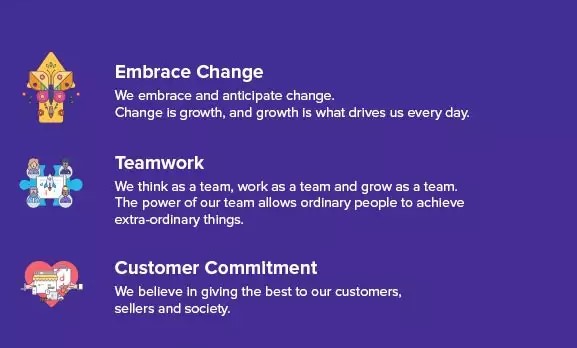 Embrace Change
We embrace and anticipate change.
Change is growth, and growth is what drives us every day.
Teamwork
We think as a team, work as a team and grow as a team.
The power of our team allows ordinary people to achieve
extra-ordinary things.
Customer Commitment
We believe in giving the best to our customers,
sellers and society.